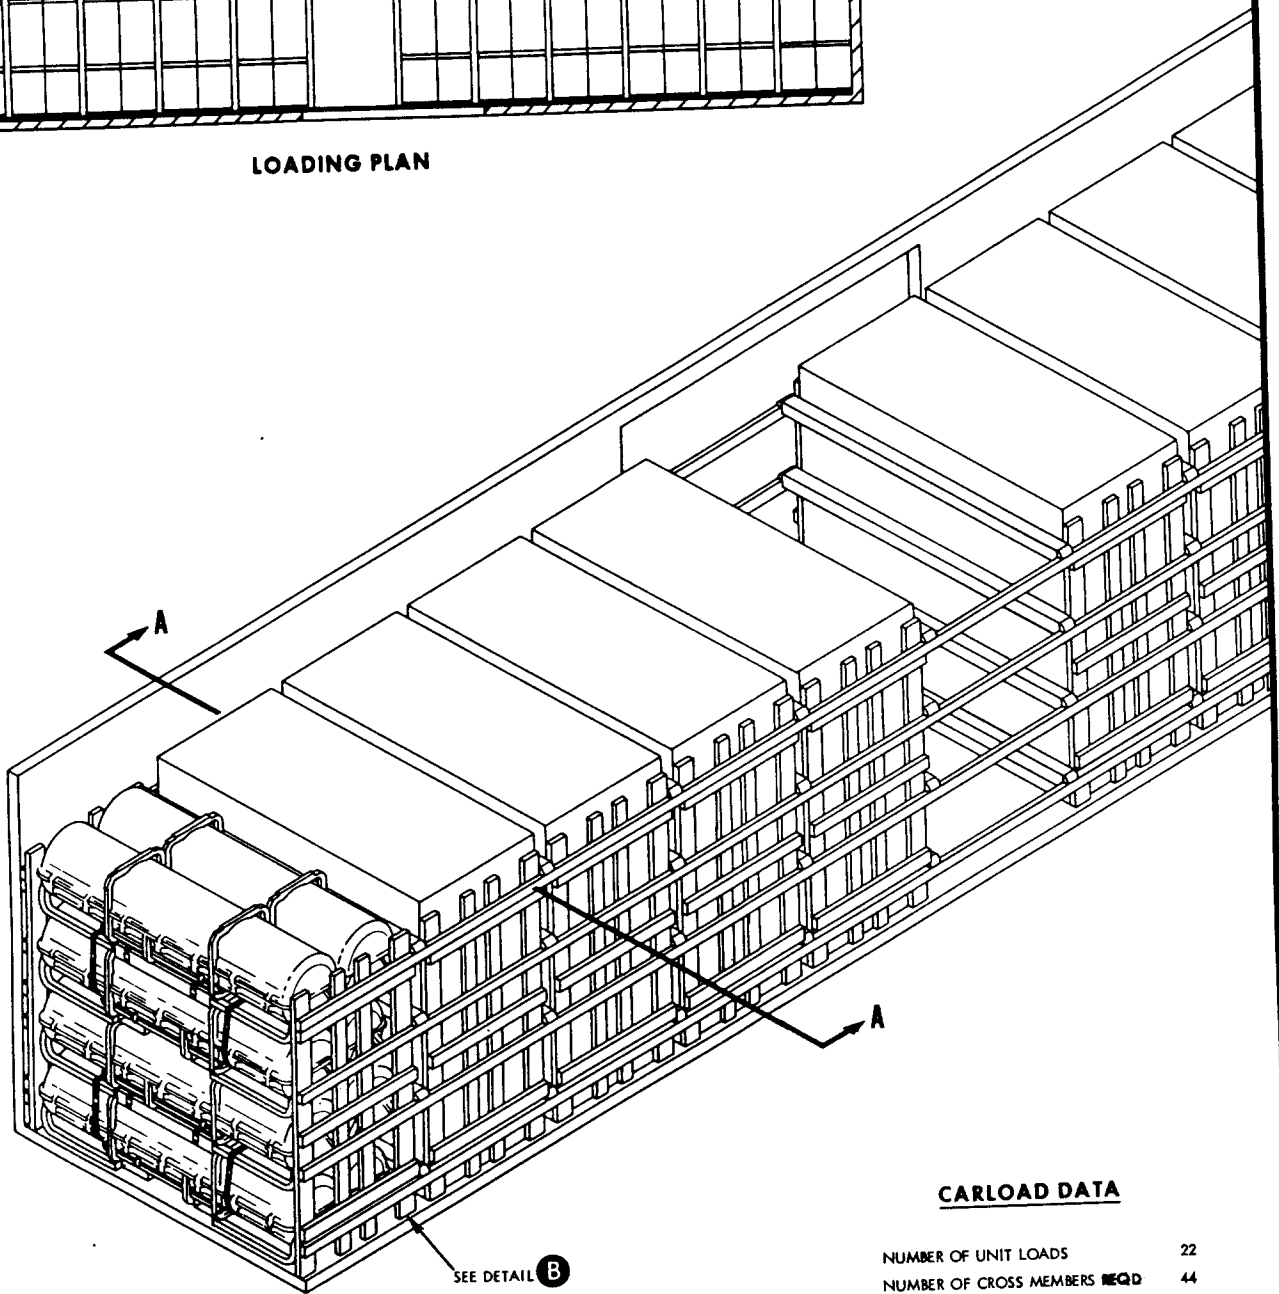 LOADING PLAN
A
A
SEE DETAIL B
CARLOAD DATA
NUMBER OF UNIT LOADS 22
NUMBER OF CROSS MEMBERS REQD 44